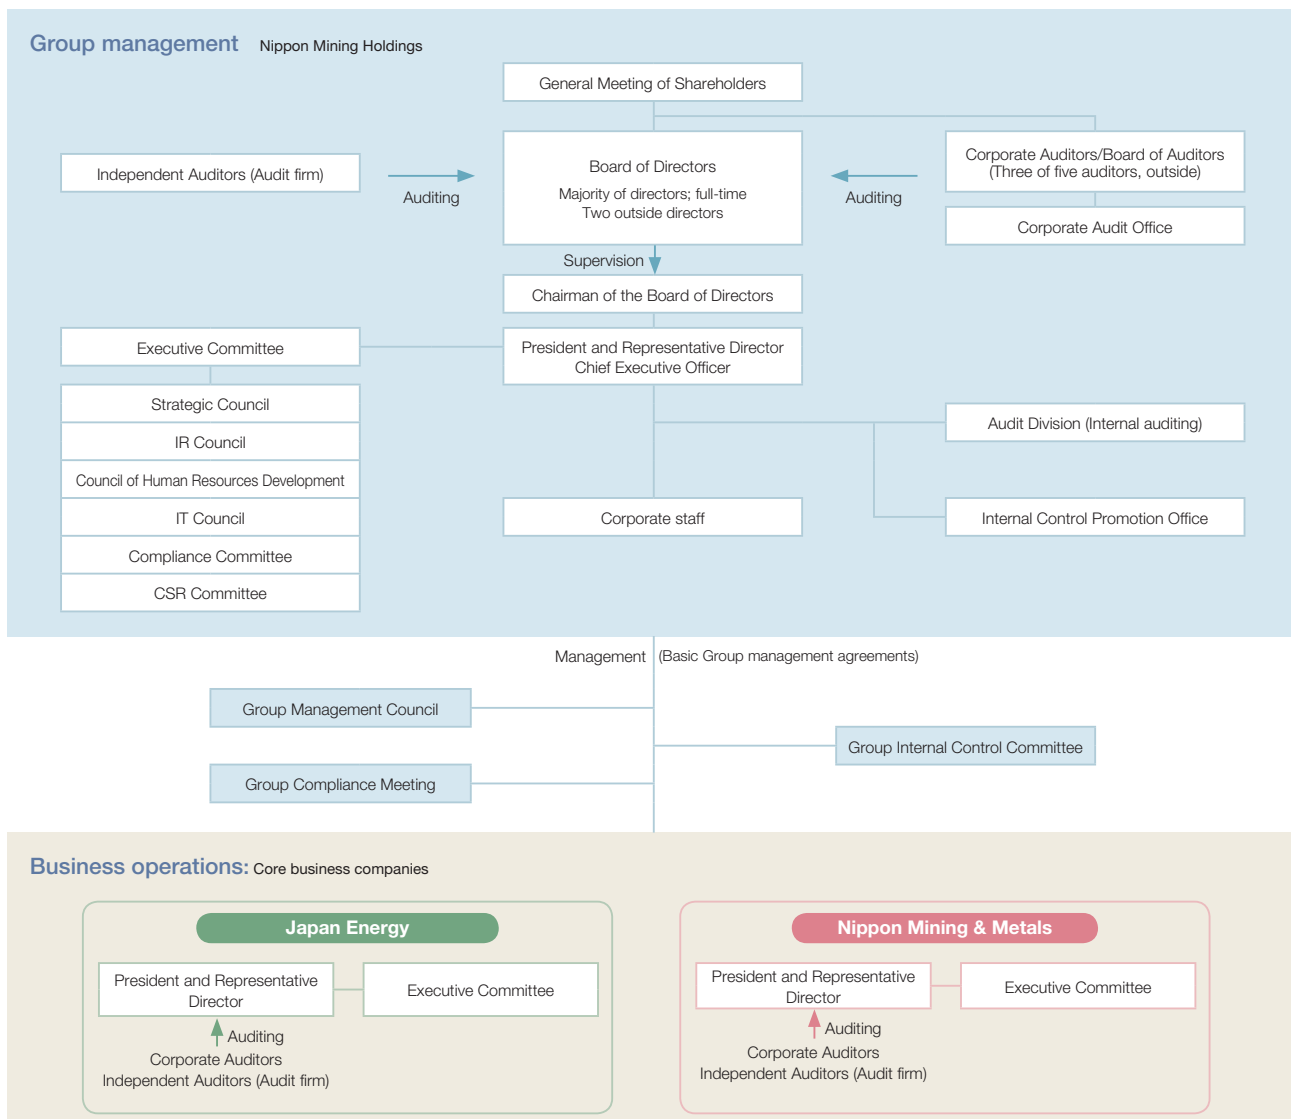 Group management Nippon Mining Holdings
General Meeting of Shareholders
Independent Auditors (Audit firm)
Auditing
Board of Directors
Majority of directors; full-time
Two outside directors
Auditing
Corporate Auditors/Board of Auditors
(Three of five auditors, outside)
Corporate Audit Office
Supervision
Chairman of the Board of Directors
Executive Committee
President and Representative Director
Chief Executive Officer
Strategic Council
IR Council
Council of Human Resources Development
IT Council
Compliance Committee
CSR Committee
Audit Division (Internal auditing)
Corporate staff
Internal Control Promotion Office
Management (Basic Group management agreements)
Group Management Council
Group Internal Control Committee
Group Compliance Meeting
Business operations: Core business companies
Japan Energy
President and Representative
Director
Executive Committee
Auditing
Corporate Auditors
Independent Auditors (Audit firm)
Nippon Mining & Metals
President and Representative
Director
Executive Committee
Auditing
Corporate Auditors
Independent Auditors (Audit firm)